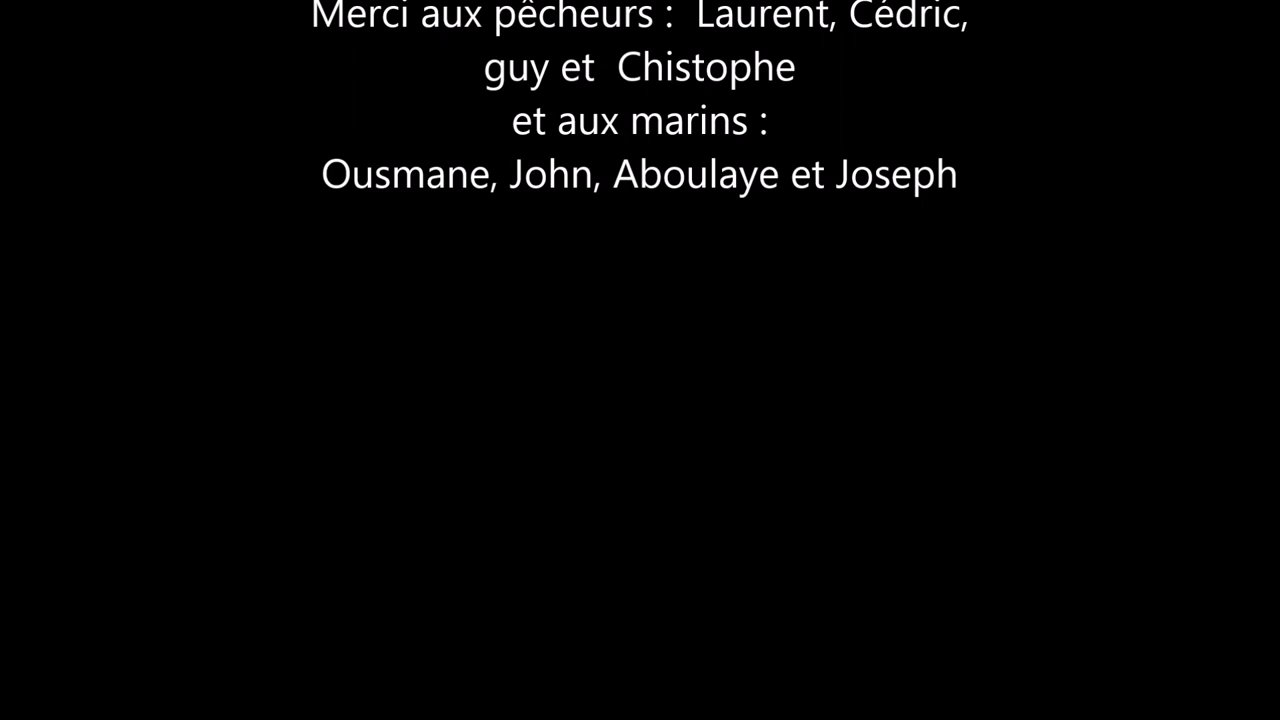 Merci aux pêcheurs :  Laurent, Cédric,
guy et  Chistophe
et aux marins :
Ousmane, John, Aboulaye et Joseph